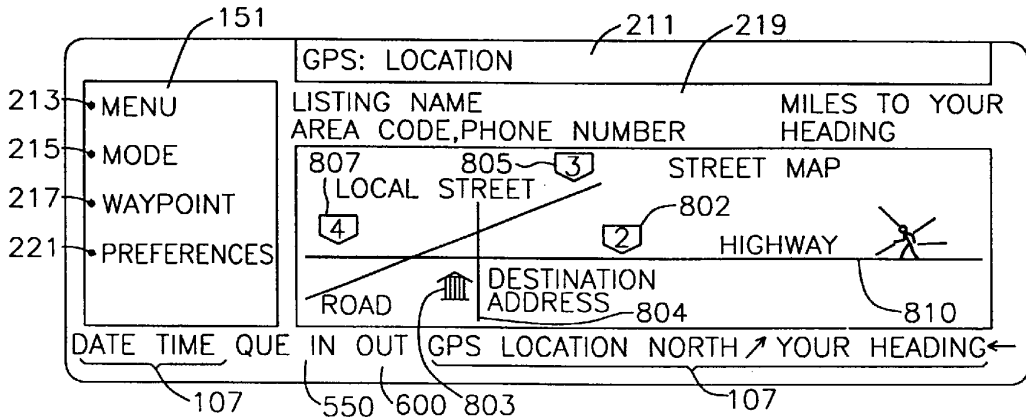 151
211
219
GPS: LOCATION
213 MENU
LISTING NAME
AREA CODE,PHONE NUMBER
MILES TO YOUR
HEADING
215 MODE
807
805
3
STREET MAP
LOCAL STREET
217 WAYPOINT
4
2
802
221 PREFERENCES
HIGHWAY
DESTINATION
ADDRESS
ROAD
804
810
DATE TIME QUE IN OUT GPS LOCATION NORTH ↗ YOUR HEADING ←
107
550
600
803
107